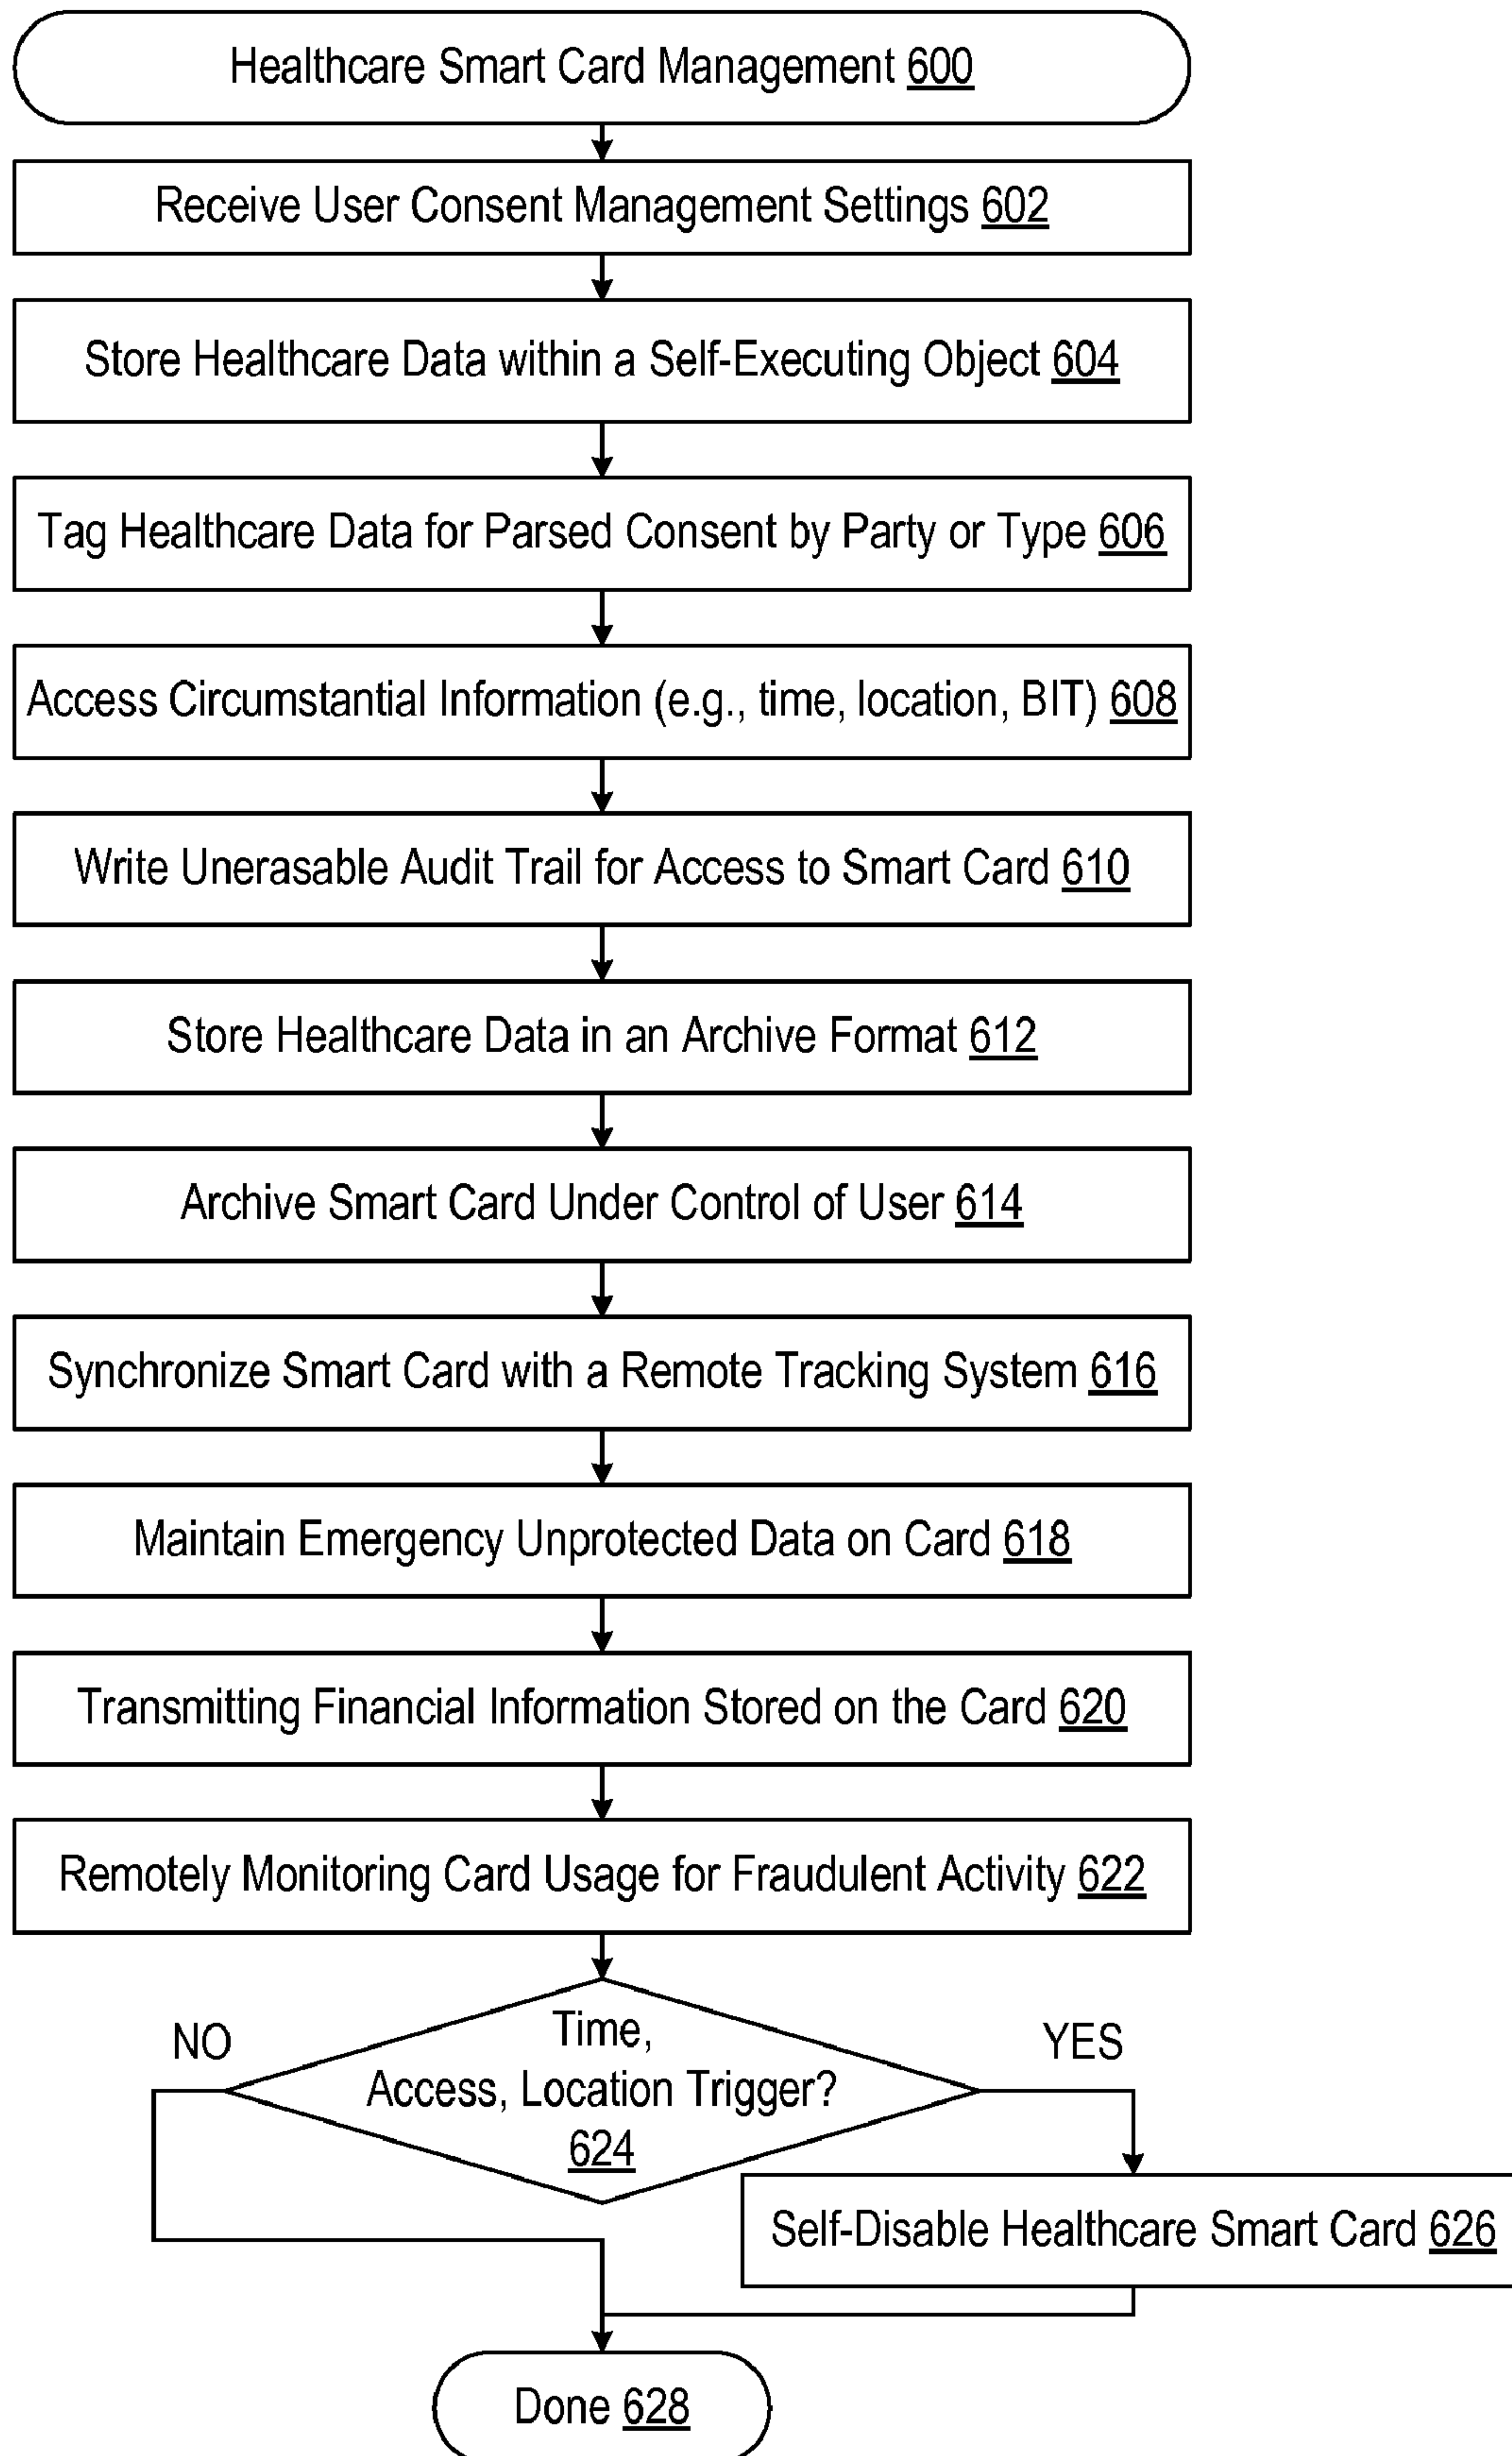 Healthcare Smart Card Management 600
Receive User Consent Management Settings 602
Store Healthcare Data within a Self-Executing Object 604
Tag Healthcare Data for Parsed Consent by Party or Type 606
Access Circumstantial Information (e.g., time, location, BIT) 608
Write Unerasable Audit Trail for Access to Smart Card 610
Store Healthcare Data in an Archive Format 612
Archive Smart Card Under Control of User 614
Synchronize Smart Card with a Remote Tracking System 616
Maintain Emergency Unprotected Data on Card 618
Transmitting Financial Information Stored on the Card 620
Remotely Monitoring Card Usage for Fraudulent Activity 622
Time,
NO
YES
Access, Location Trigger?
624
Self-Disable Healthcare Smart Card 626
Done 628